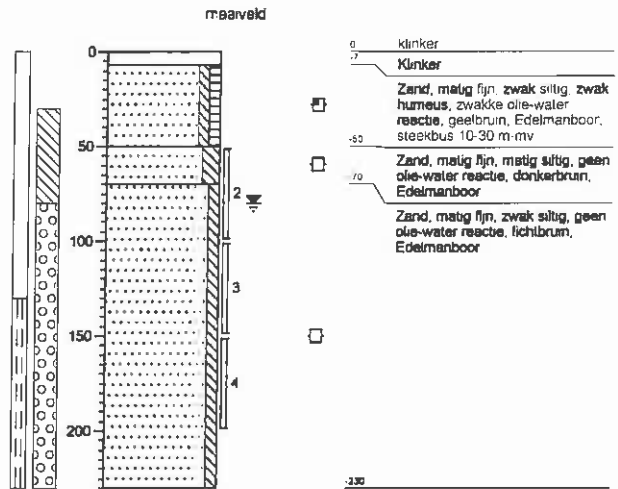 maaiveld
0
50
100
150
200
2
3
4
0 klinker
-7
Klinker
Zand, matig fijn, zwak siltig, zwak
humeus, zwakke olie-water
reactie, geelbruin, Edelmanboor,
steekbus 10-30 m-mv
-50
Zand, matig fijn, matig siltig, geen
olie-water reactie, donkerbruin,
Edelmanboor
-70
Zand, matig fijn, zwak siltig, geen
olie-water reactie, lichtbruin,
Edelmanboor
-230